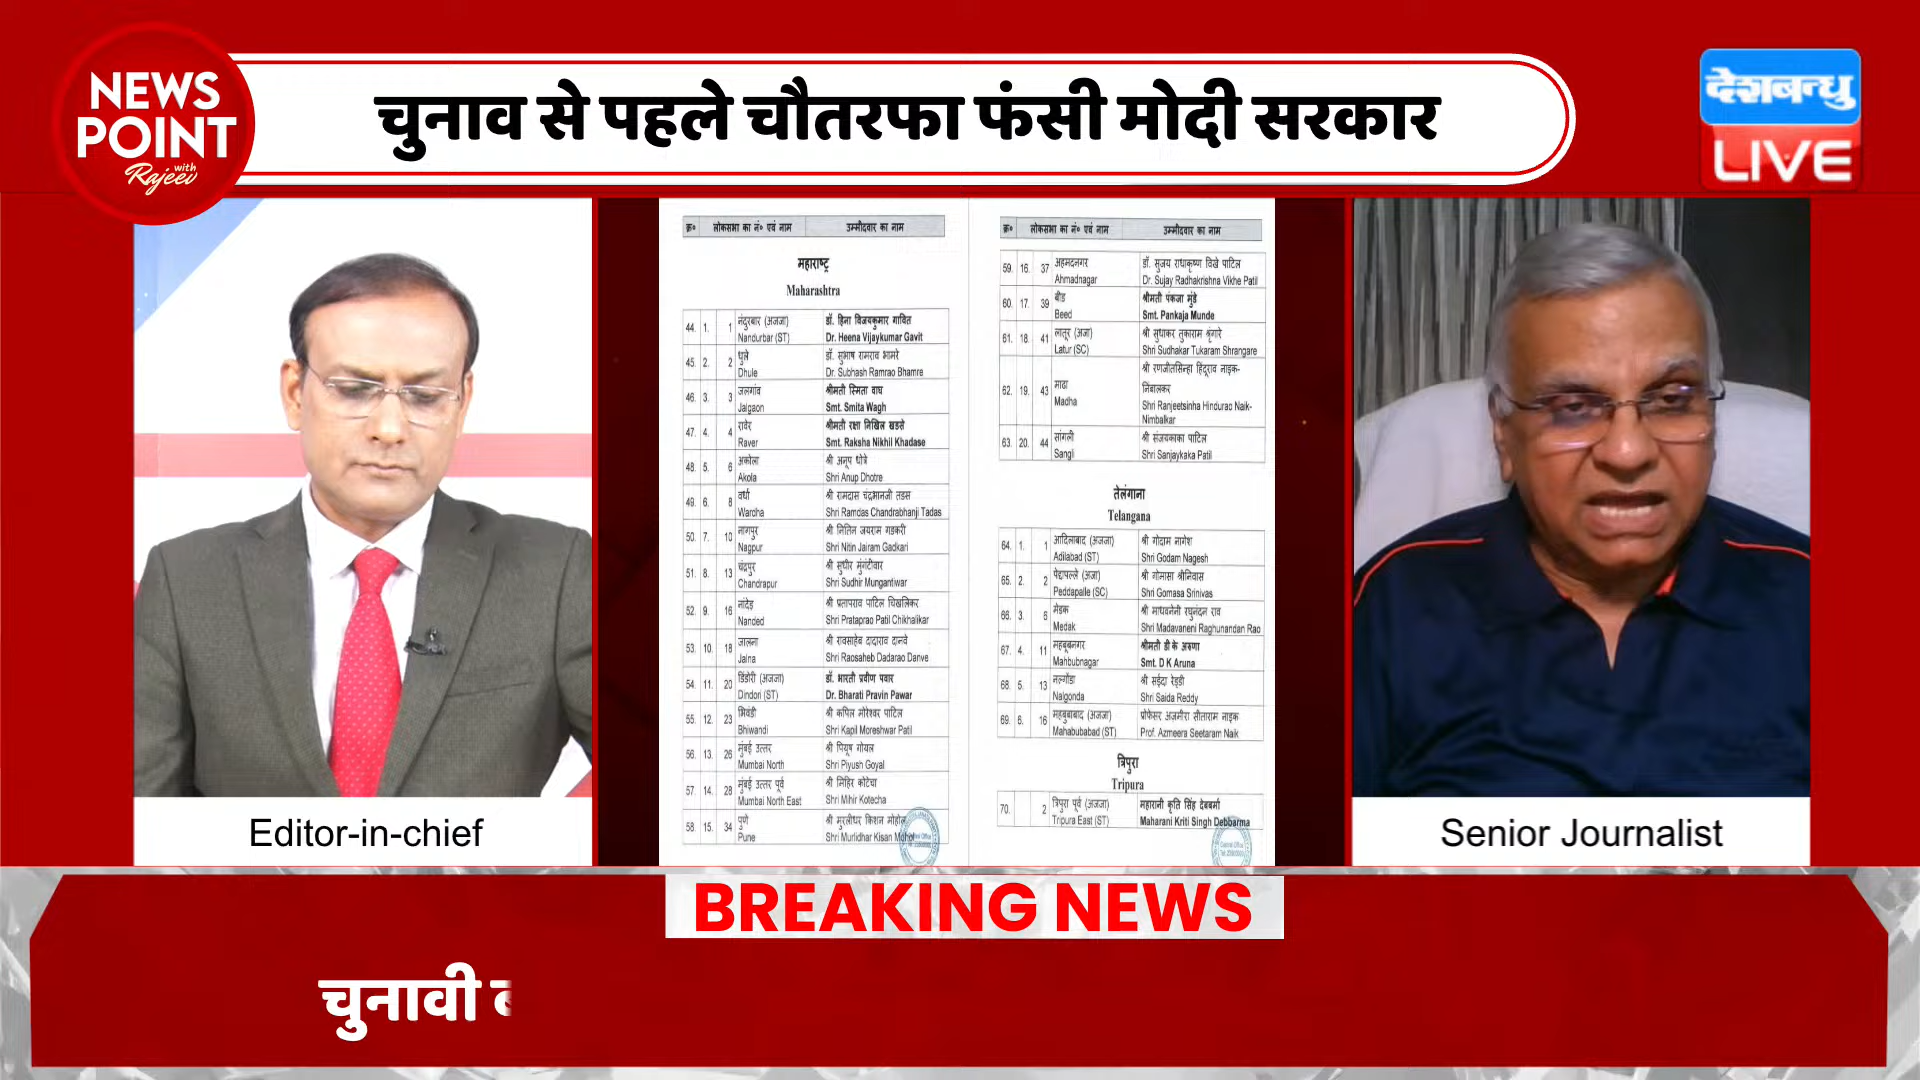 NEWS
POINT
with
Rajeev
चुनाव से पहले चौतरफा फंसी मोदी सरकार
देशबन्धु
LIVE
क्र० लोकसभा का नं० एवं नाम उम्मीदवार का नाम
महाराष्ट्र
Maharashtra
44. 1. 1 नंदुरबार (अजजा) डॉ. हिना विजयकुमार गावित
Nandurbar (ST) Dr. Heena Vijaykumar Gavit
45. 2. 2 धुले डॉ. सुभाष रामराव भामरे
Dhule Dr. Subhash Ramrao Bhamre
46. 3. 3 जलगांव श्रीमती स्मिता वाघ
Jalgaon Smt. Smita Wagh
47. 4. 4 रावेर श्रीमती रक्षा निखिल खडसे
Raver Smt. Raksha Nikhil Khadase
48. 5. 6 अकोला श्री अनूप धोत्रे
Akola Shri Anup Dhotre
49. 6. 8 वर्धा श्री रामदास चंद्रभानजी तडस
Wardha Shri Ramdas Chandrabhanji Tadas
50. 7. 10 नागपुर श्री नितिन जयराम गडकरी
Nagpur Shri Nitin Jairam Gadkari
51. 8. 13 चंद्रपुर श्री सुधीर मुंगंटीवार
Chandrapur Shri Sudhir Mungantiwar
52. 9. 16 नांदेड़ श्री प्रतापराव पाटिल चिखलिकर
Nanded Shri Prataprao Patil Chikhalikar
53. 10. 18 जालना श्री रावसाहेब दादाराव दानवे
Jalna Shri Raosaheb Dadarao Danve
54. 11. 20 डिंडोरी (अजजा) डॉ. भारती प्रवीण पवार
Dindori (ST) Dr. Bharati Pravin Pawar
55. 12. 23 भिवंडी श्री कपिल मोरेश्वर पाटिल
Bhiwandi Shri Kapil Moreshwar Patil
56. 13. 26 मुंबई उत्तर श्री पियूष गोयल
Mumbai North Shri Piyush Goyal
57. 14. 28 मुंबई उत्तर पूर्व श्री मिहिर कोटेचा
Mumbai North East Shri Mihir Kotecha
58. 15. 34 पुणे श्री मुरलीधर किशन मोहोल
Pune Shri Murlidhar Kisan Mohol
क्र० लोकसभा का नं० एवं नाम उम्मीदवार का नाम
59. 16. 37 अहमदनगर डॉ. सुजय राधाकृष्ण विखे पाटिल
Ahmadnagar Dr. Sujay Radhakrishna Vikhe Patil
60. 17. 39 बीड श्रीमती पंकजा मुंडे
Beed Smt. Pankaja Munde
61. 18. 41 लातूर (अजा) श्री सुधाकर तुकाराम श्रृंगारे
Latur (SC) Shri Sudhakar Tukaram Shrangare
62. 19. 43 माढा श्री रणजीतसिन्हा हिंदूराव नाइक-
निंबालकर
Madha Shri Ranjeetsinha Hindurao Naik-
Nimbalkar
63. 20. 44 सांगली श्री संजयकाका पाटिल
Sangli Shri Sanjaykaka Patil
तेलंगाना
Telangana
64. 1. 1 आदिलाबाद (अजजा) श्री गोदाम नागेश
Adilabad (ST) Shri Godam Nagesh
65. 2. 2 पेद्दापल्ले (अजा) श्री गोमासा श्रीनिवास
Peddapalle (SC) Shri Gomasa Srinivas
66. 3. 6 मेडक श्री माधवनेनी रघुनंदन राव
Medak Shri Madavaneni Raghunandan Rao
67. 4. 11 महबूबनगर श्रीमती डी के अरुणा
Mahbubnagar Smt. D K Aruna
68. 5. 13 नल्गोंडा श्री सईदा रेड्डी
Nalgonda Shri Saida Reddy
69. 6. 16 महबुबाबाद (अजजा) प्रोफेसर अजमीरा सीताराम नाइक
Mahabubabad (ST) Prof. Azmeera Seetaram Naik
त्रिपुरा
Tripura
70. 2 त्रिपुरा पूर्व (अजजा) महारानी कृति सिंह देबबर्मा
Tripura East (ST) Maharani Kriti Singh Debbarma
Editor-in-chief
Senior Journalist
BREAKING NEWS
चुनावी